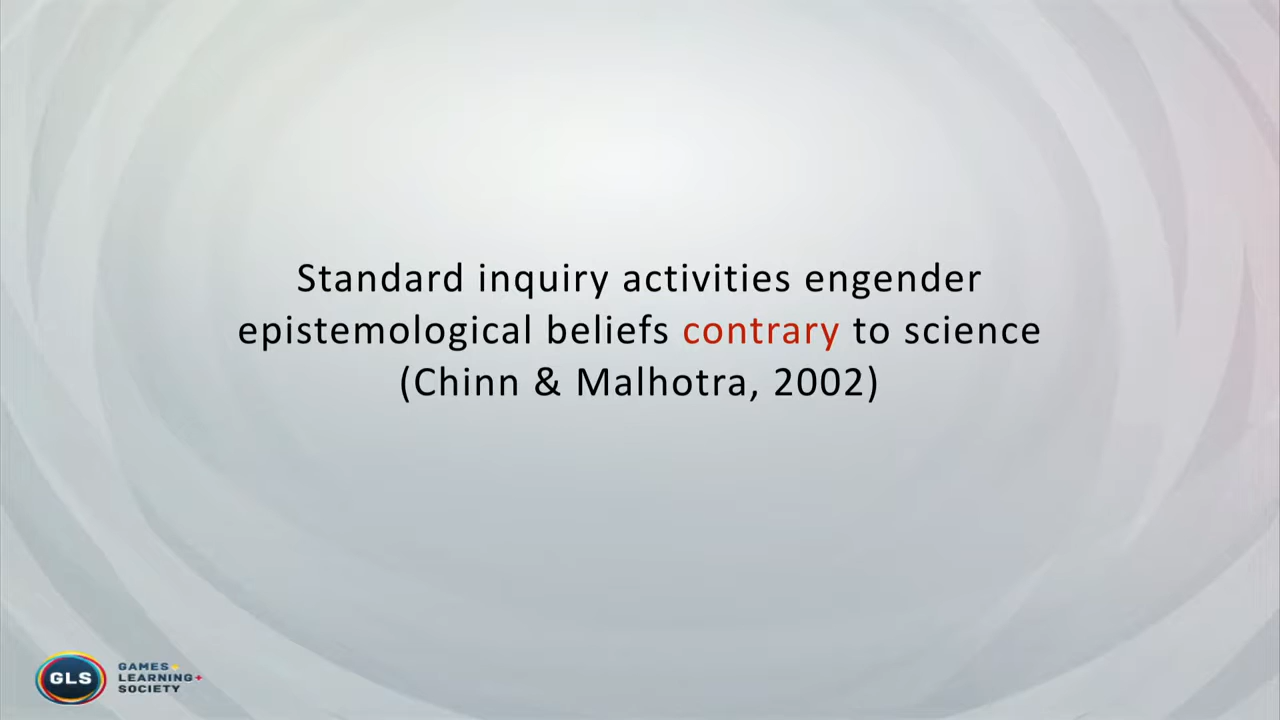 Standard inquiry activities engender
epistemological beliefs contrary to science
(Chinn & Malhotra, 2002)
GLS
GAMES+
LEARNING+
SOCIETY